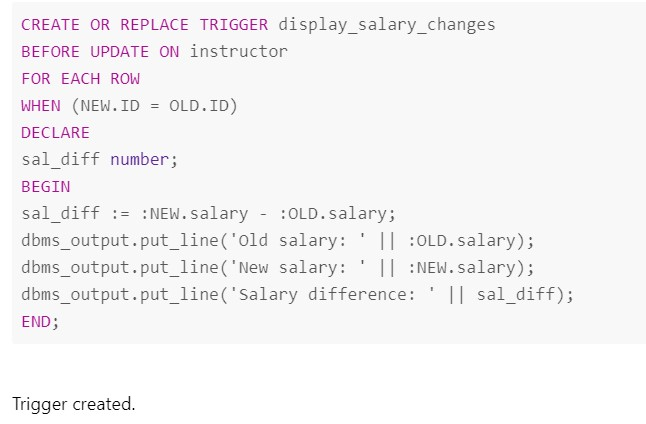 CREATE OR REPLACE TRIGGER display_salary_changes
BEFORE UPDATE ON instructor
FOR EACH ROW
WHEN (NEW.ID = OLD.ID)
DECLARE
sal_diff number;
BEGIN
sal_diff := :NEW.salary - :OLD.salary;
dbms_output.put_line('Old salary: ' || :OLD.salary);
dbms_output.put_line('New salary: ' || :NEW.salary);
dbms_output.put_line('Salary difference: ' || sal_diff);
END;
Trigger created.